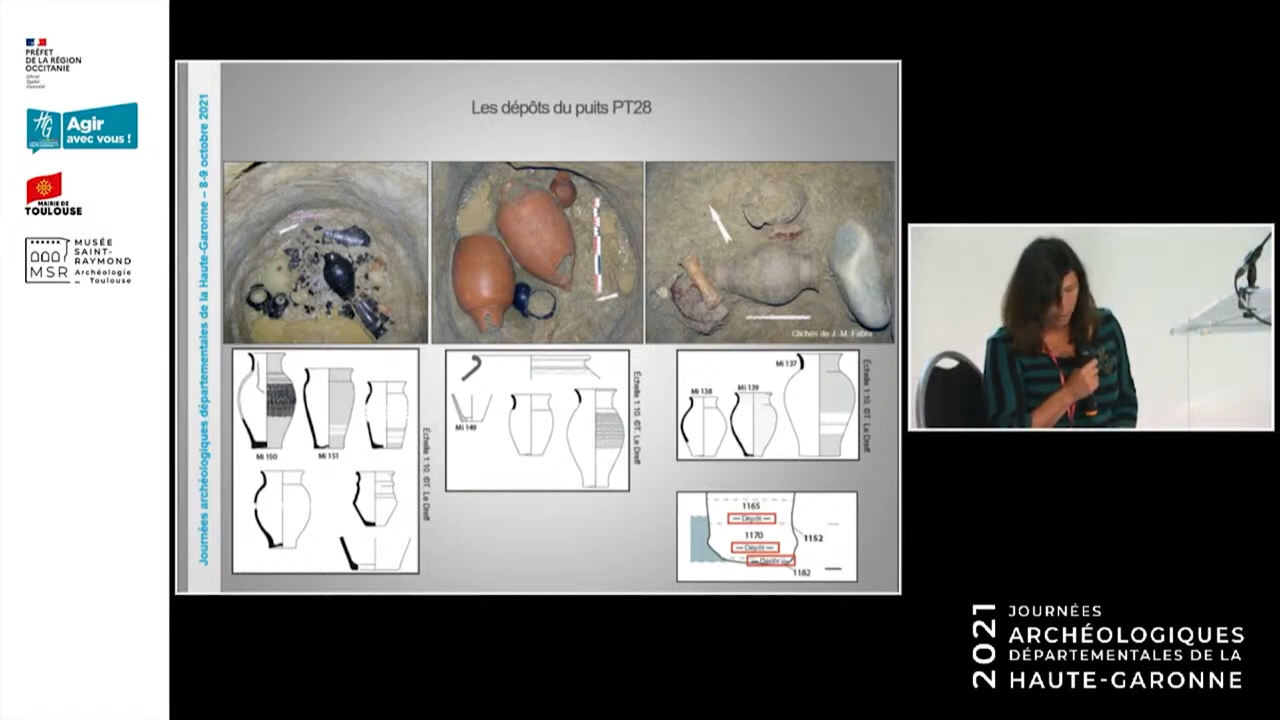 PRÉFET
DE LA RÉGION
OCCITANIE
HG
Agir
avec vous !
MAIRIE DE
TOULOUSE
MUSÉE
SAINT-
RAYMOND
MSR
Archéologie
Toulouse
Journées archéologiques départementales de la Haute-Garonne – 8-9 octobre 2021
Les dépôts du puits PT28
Clichés de J. M. Fabre
Mi 150
Mi 151
Échelle 1:10. ©T. Le Dreff
Mi 149
Échelle 1:10. ©T. Le Dreff
Mi 137
Mi 138
Mi 139
Échelle 1:10. ©T. Le Dreff
1165
Dépôt
1170
1152
Dépôt
Dépôt
1182
2021
JOURNÉES
ARCHÉOLOGIQUES
DÉPARTEMENTALES DE LA
HAUTE-GARONNE